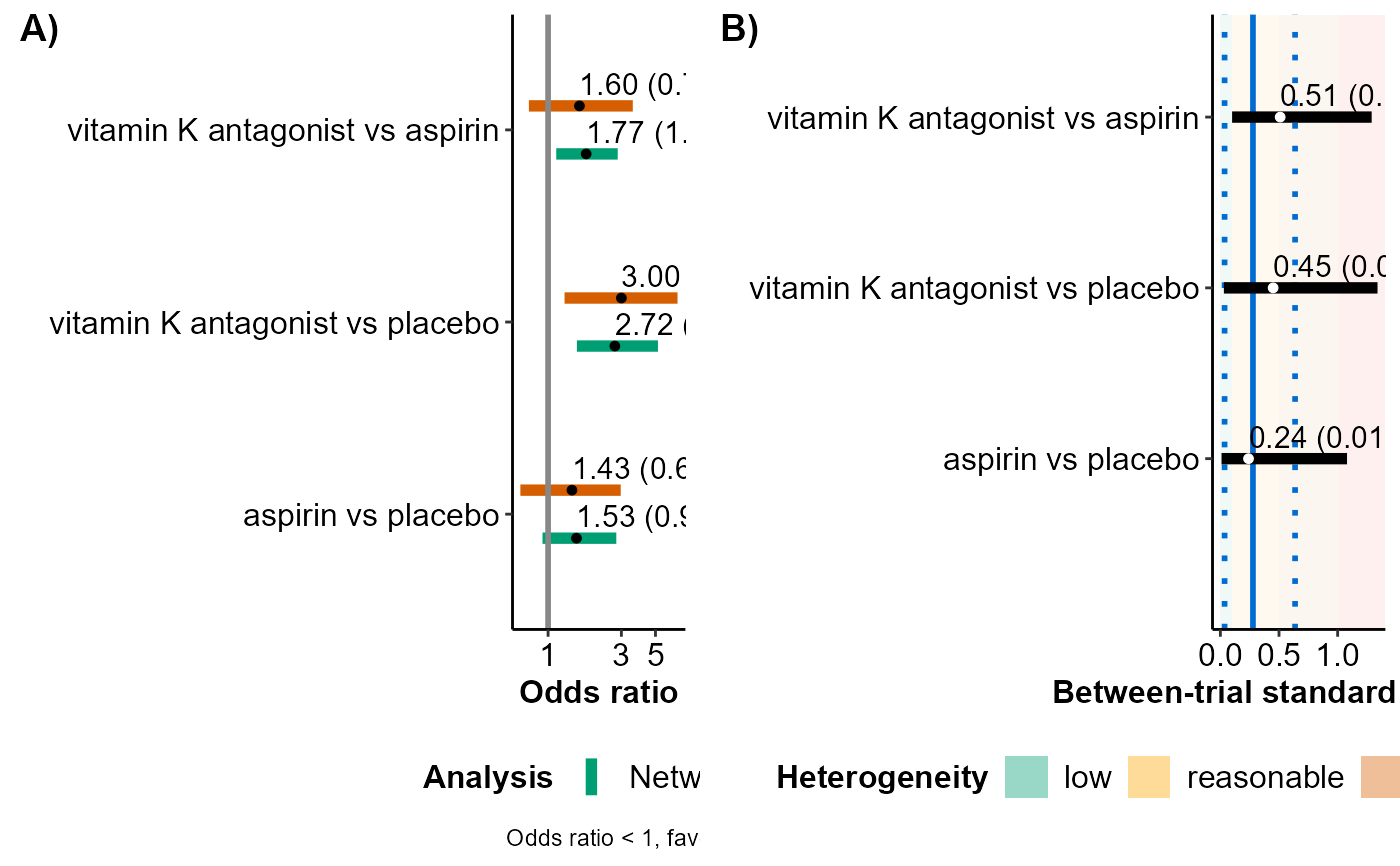 A)
1.60 (0.
vitamin K antagonist vs aspirin
1.77 (1.
3.00
vitamin K antagonist vs placebo
2.72 (
1.43 (0.6
aspirin vs placebo
1.53 (0.9
1 3 5
Odds ratio
Analysis Netw
Odds ratio < 1, fav
B)
0.51 (0.
vitamin K antagonist vs aspirin
0.45 (0.0
vitamin K antagonist vs placebo
0.24 (0.01
aspirin vs placebo
0.0 0.5 1.0
Between-trial standard
Heterogeneity low reasonable